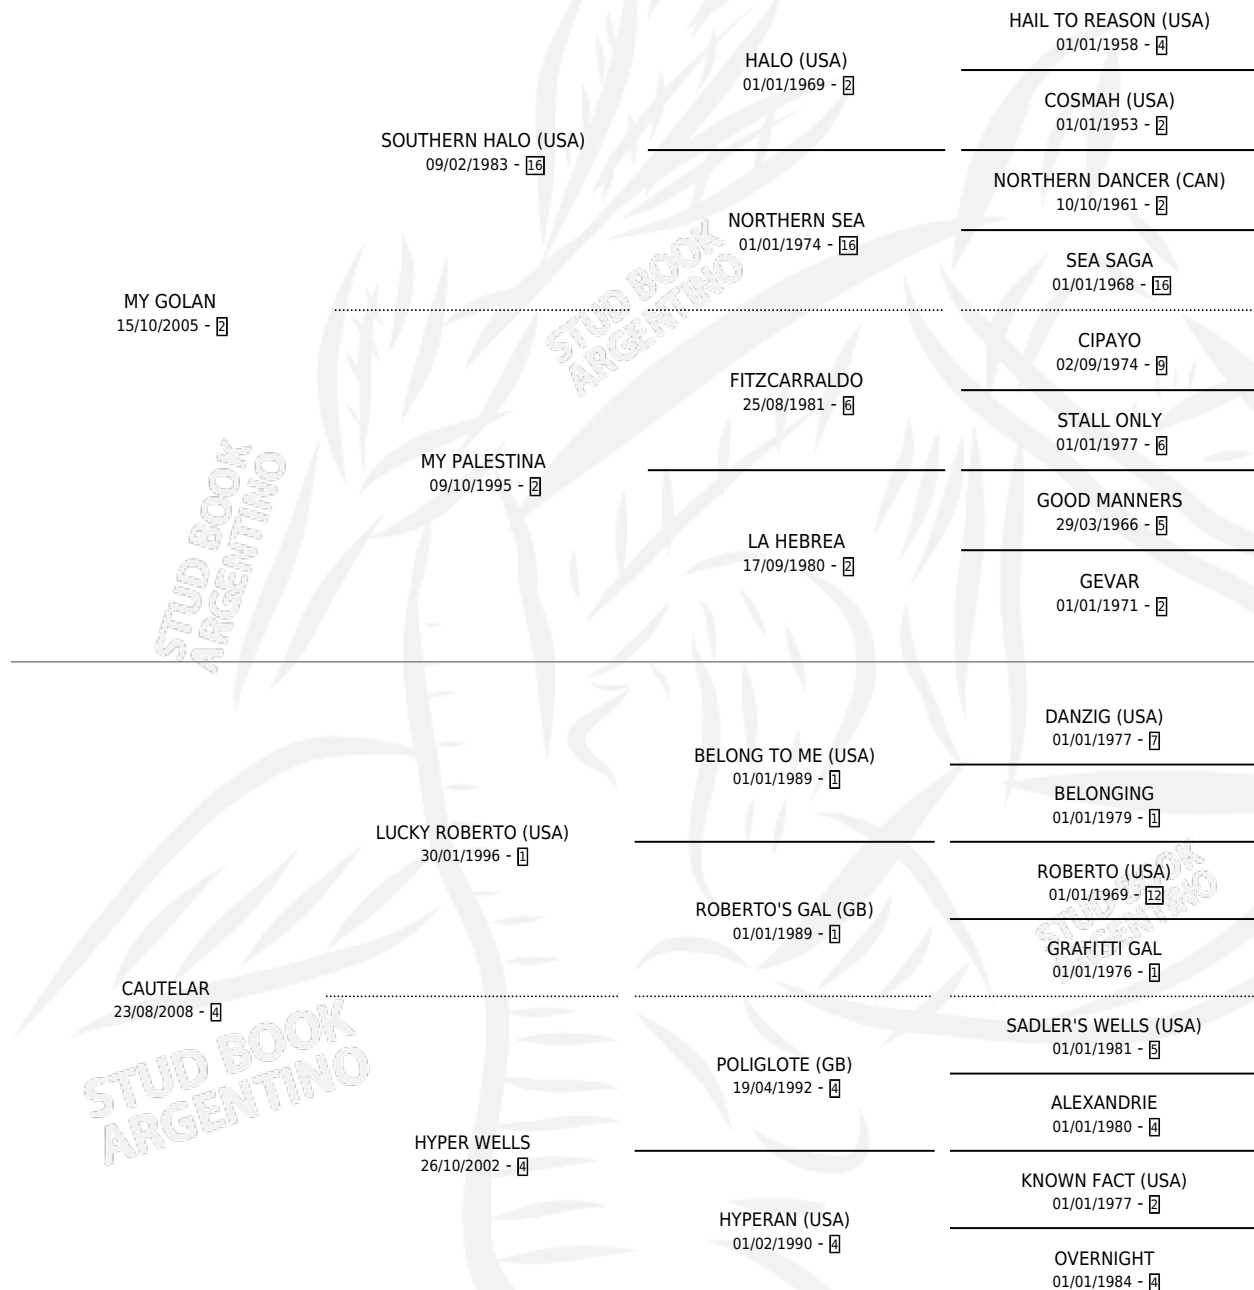 HAIL TO REASON (USA)
01/01/1958 - 4
HALO (USA)
01/01/1969 - 2
COSMAH (USA)
01/01/1953 - 2
SOUTHERN HALO (USA)
09/02/1983 - 16
NORTHERN DANCER (CAN)
10/10/1961 - 2
NORTHERN SEA
01/01/1974 - 16
SEA SAGA
01/01/1968 - 16
MY GOLAN
15/10/2005 - 2
STUD BOOK
ARGENTINO
CIPAYO
02/09/1974 - 9
FITZCARRALDO
25/08/1981 - 6
STALL ONLY
01/01/1977 - 6
MY PALESTINA
09/10/1995 - 2
GOOD MANNERS
29/03/1966 - 5
LA HEBREA
17/09/1980 - 2
GEVAR
01/01/1971 - 2
STUD BOOK
ARGENTINO
DANZIG (USA)
01/01/1977 - 7
BELONG TO ME (USA)
01/01/1989 - 1
BELONGING
01/01/1979 - 1
LUCKY ROBERTO (USA)
30/01/1996 - 1
ROBERTO (USA)
01/01/1969 - 12
STUD BOOK
ARGENTINO
ROBERTO'S GAL (GB)
01/01/1989 - 1
GRAFITTI GAL
01/01/1976 - 1
CAUTELAR
23/08/2008 - 4
STUD BOOK
ARGENTINO
SADLER'S WELLS (USA)
01/01/1981 - 5
POLIGLOTE (GB)
19/04/1992 - 4
ALEXANDRIE
01/01/1980 - 4
HYPER WELLS
26/10/2002 - 4
KNOWN FACT (USA)
01/01/1977 - 2
HYPERAN (USA)
01/02/1990 - 4
OVERNIGHT
01/01/1984 - 4